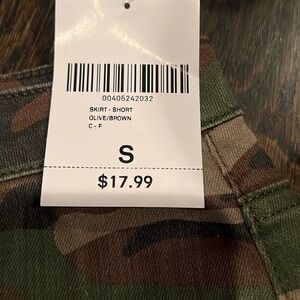 00405242032
SKIRT - SHORT
OLIVE/BROWN
C - F
S
$17.99